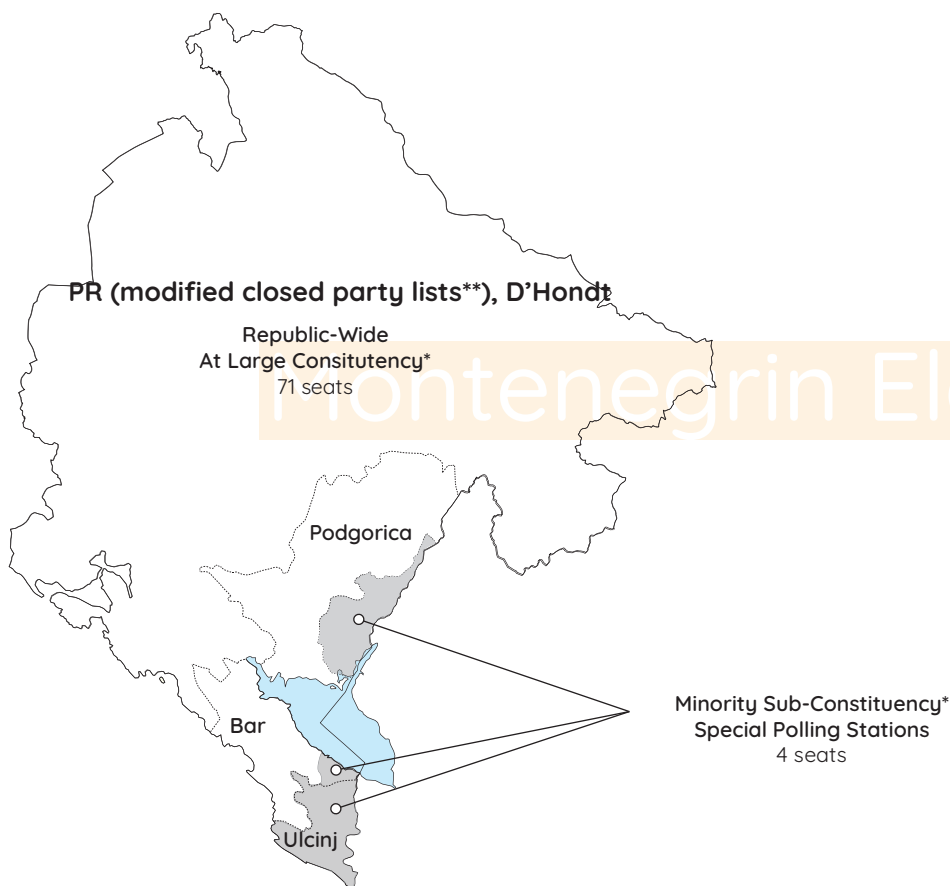 PR (modified closed party lists**), D’Hondt
Republic-Wide
At Large Consitutency*
71 seats
Montenegrin El
Podgorica
Minority Sub-Constituency*
Special Polling Stations
4 seats
Bar
Ulcinj